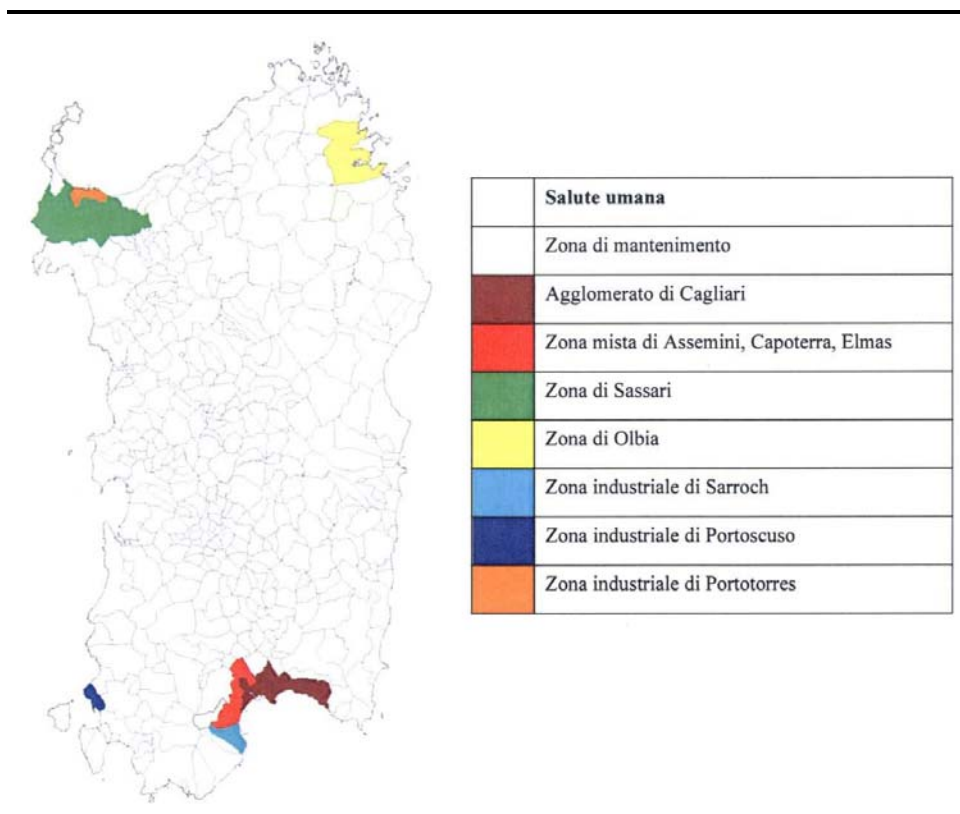 Salute umana
Zona di mantenimento
Agglomerato di Cagliari
Zona mista di Assemini, Capoterra, Elmas
Zona di Sassari
Zona di Olbia
Zona industriale di Sarroch
Zona industriale di Portoscuso
Zona industriale di Portotorres